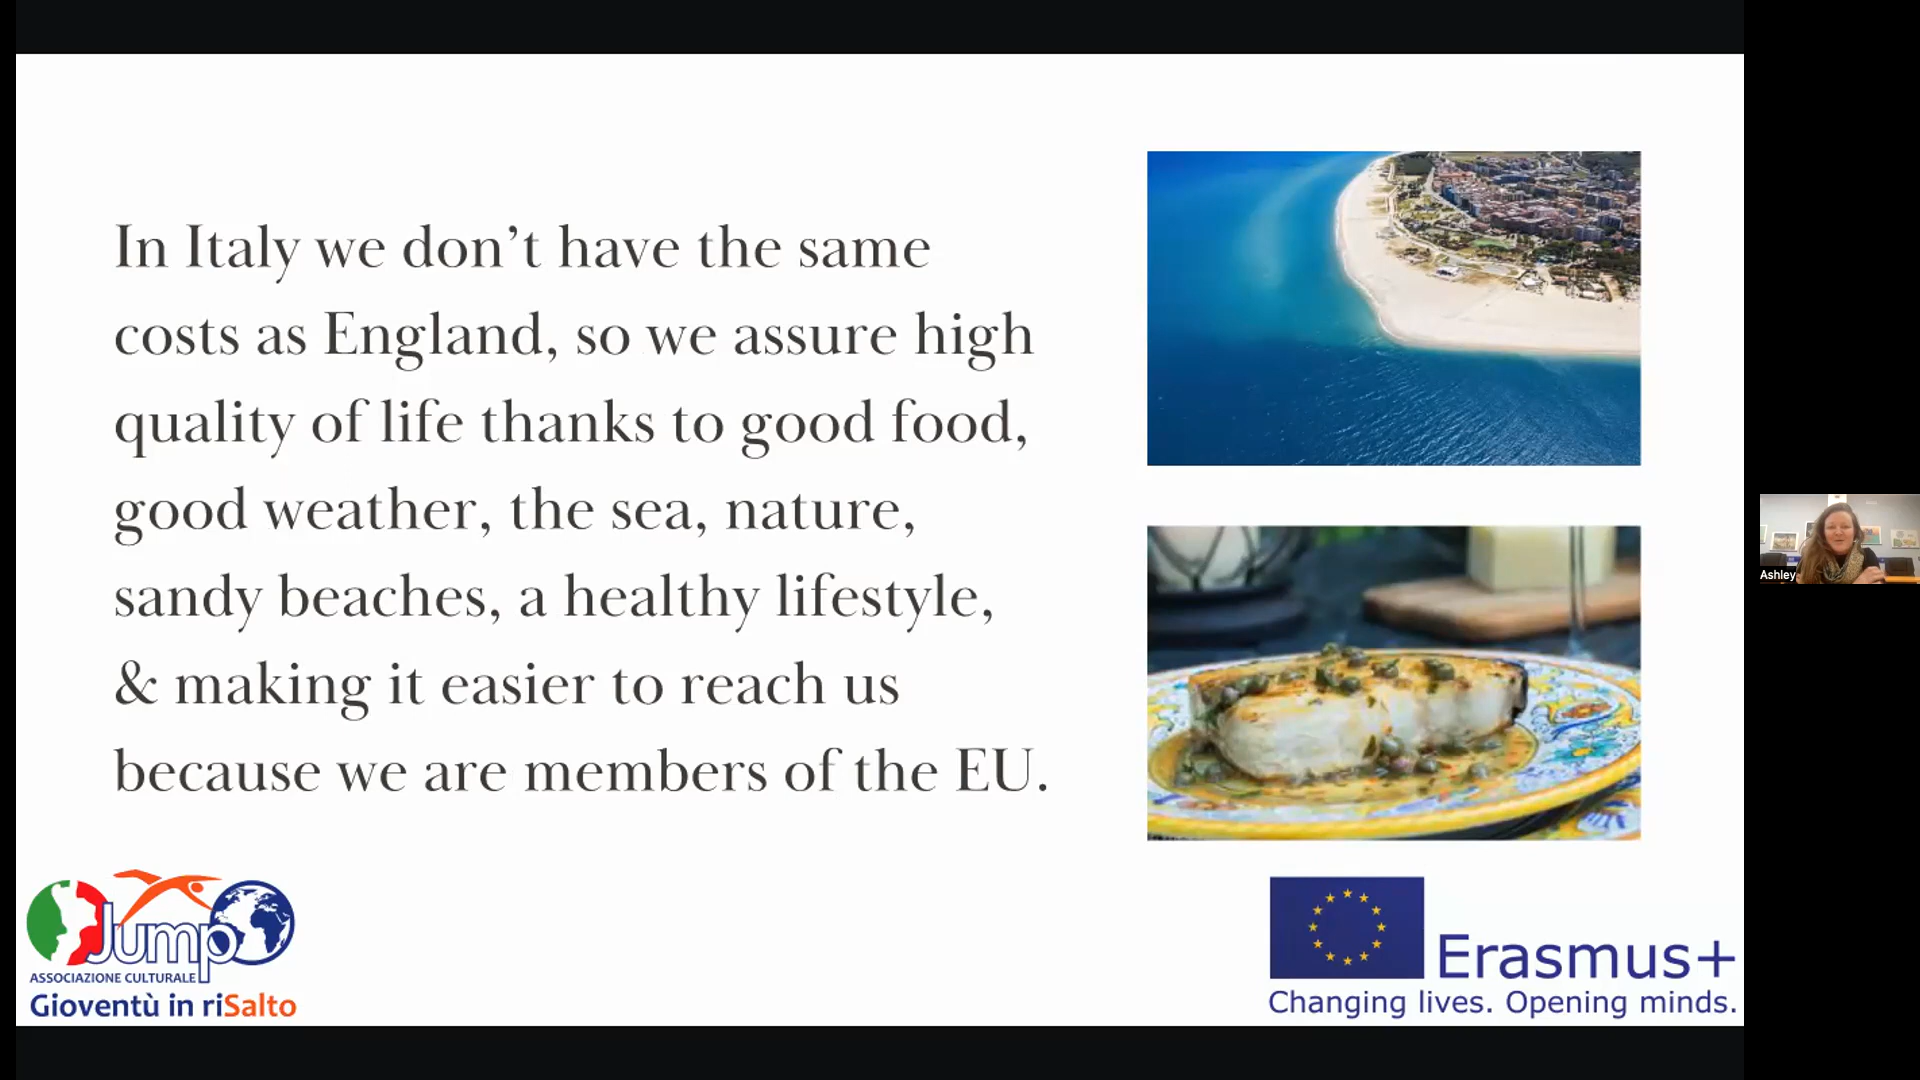 In Italy we don’t have the same
costs as England, so we assure high
quality of life thanks to good food,
good weather, the sea, nature,
sandy beaches, a healthy lifestyle,
& making it easier to reach us
because we are members of the EU.
Jump
ASSOCIAZIONE CULTURALE
Gioventù in riSalto
Erasmus+
Changing lives. Opening minds.
Ashley